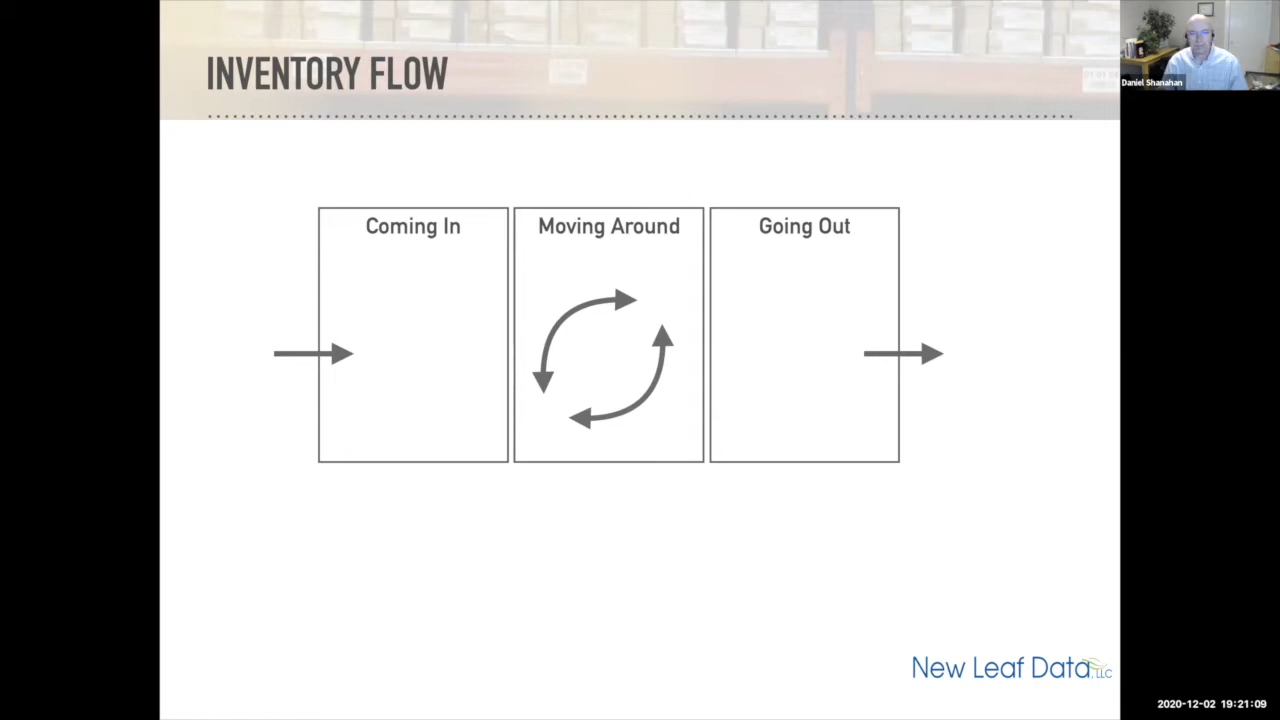 INVENTORY FLOW
Daniel Shanahan
Coming In
Moving Around
Going Out
New Leaf Data, LLC
2020-12-02 19:21:09